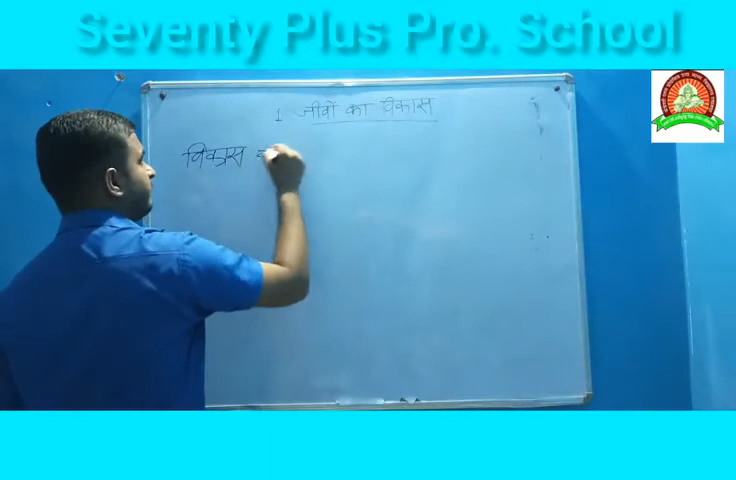 Seventy Plus Pro. School
1 जीवों का विकास
विकास